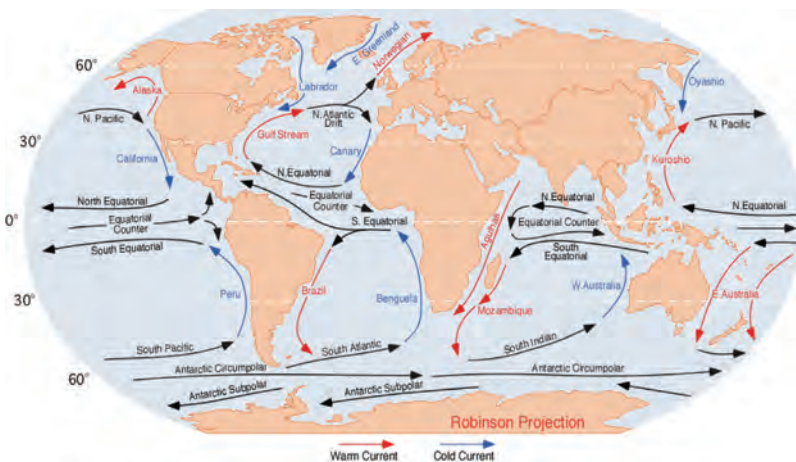 60°
30°
0°
30°
60°
Alaska
N. Pacific
California
North Equatorial
Equatorial
Counter
South Equatorial
Peru
South Pacific
Antarctic Circumpolar
Antarctic Subpolar
Labrador
E. Greenland
Norwegian
N. Atlantic
Drift
Gulf Stream
Canary
N.Equatorial
Equatorial
Counter
S. Equatorial
Brazil
Benguela
South Atlantic
Antarctic Subpolar
Agulhas
Mozambique
N.Equatorial
Equatorial Counter
South
Equatorial
W.Australia
South Indian
Antarctic Circumpolar
Oyashio
N. Pacific
Kuroshio
N.Equatorial
E.Australia
Robinson Projection
Warm Current
Cold Current